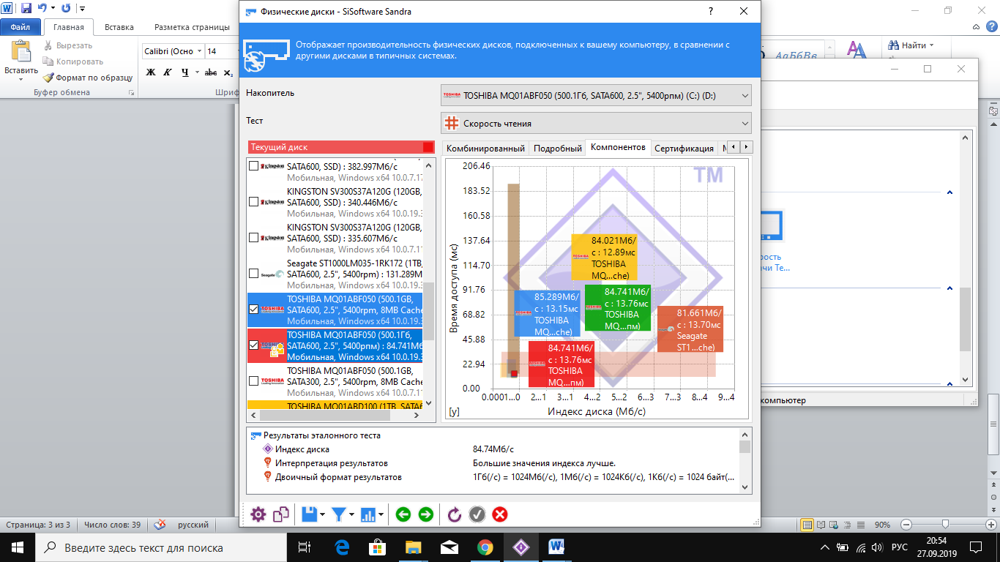 Физические диски - SiSoftware Sandra
?
Файл
Главная
Вставка
Разметка страницы
Вырезать
Копировать
Формат по образцу
Вставить
Буфер обмена
Calibri (Осно
14
Ж К Ч abc x₂
Шриф
АаБбВв
Найти
Отображает производительность физических дисков, подключенных к вашему компьютеру, в сравнении с
другими дисками в типичных системах.
Накопитель
TOSHIBA MQ01ABF050 (500.1Гб, SATA600, 2.5", 5400рпм) (C:) (D:)
Тест
Скорость чтения
Текущий диск
Комбинированный
Подробный
Компонентов
Сертификация
SATA600, SSD) : 382.997Мб/с
Мобильная, Windows x64 10.0.7.17
KINGSTON SV300S37A120G (120GB,
SATA600, SSD) : 340.446Мб/с
Мобильная, Windows x64 10.0.19.3
KINGSTON SV300S37A120G (120GB,
SATA600, SSD) : 335.607Мб/с
Мобильная, Windows x64 10.0.7.11
Seagate ST1000LM035-1RK172 (1TB,
SATA600, 2.5", 5400rpm) : 131.289М
Мобильная, Windows x64 10.0.19.3
TOSHIBA MQ01ABF050 (500.1GB,
SATA600, 2.5", 5400rpm, 8MB Cache
Мобильная, Windows x64 10.0.19.3
TOSHIBA MQ01ABF050 (500.1Гб,
SATA600, 2.5", 5400рпм) : 84.741Мб
Мобильная, Windows x64 10.0.19.3
TOSHIBA MQ01ABF050 (500.1GB,
SATA300, 2.5", 5400rpm, 8MB Cache
Мобильная, Windows x64 10.0.7.11
TOSHIBA MQ01ABD100 (1TB, SATA6
TM
206.46
183.52
160.58
137.64
114.70
91.76
68.82
45.88
22.94
0.00
Время доступа (мс)
84.021Мб/
с : 12.89мс
TOSHIBA
MQ...che)
85.289Мб/
с : 13.15мс
TOSHIBA
MQ...che)
84.741Мб/
с : 13.76мс
TOSHIBA
MQ...пм)
81.661Мб/
с : 13.70мс
Seagate
ST1...che)
84.741Мб/
с : 13.76мс
TOSHIBA
MQ...пм)
0.0001...0 2...1 3...1 4...2 5...2 6...3 7...3 8...4 9...4
[y]
Индекс диска (Мб/с)
Результаты эталонного теста
Индекс диска
84.74Мб/с
Интерпретация результатов
Большие значения индекса лучше.
Двоичный формат результатов
1Гб(/с) = 1024Мб(/с), 1Мб(/с) = 1024Кб(/с), 1Кб(/с) = 1024 байт(...
рость
чи Те...
компьютер
Страница: 3 из 3
Число слов: 39
русский
90%
Введите здесь текст для поиска
РУС
20:54
27.09.2019